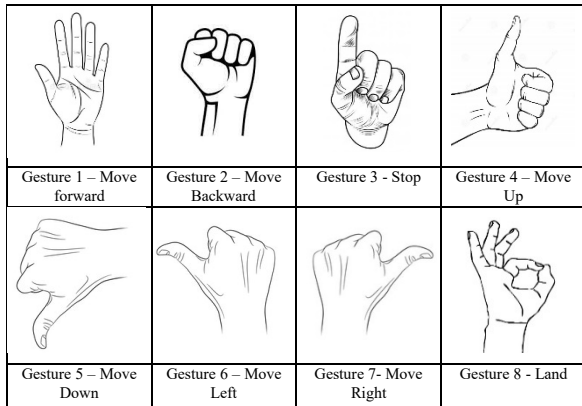 Gesture 1 – Move
forward
Gesture 2 – Move
Backward
Gesture 3 - Stop
Gesture 4 – Move
Up
Gesture 5 – Move
Down
Gesture 6 – Move
Left
Gesture 7- Move
Right
Gesture 8 - Land